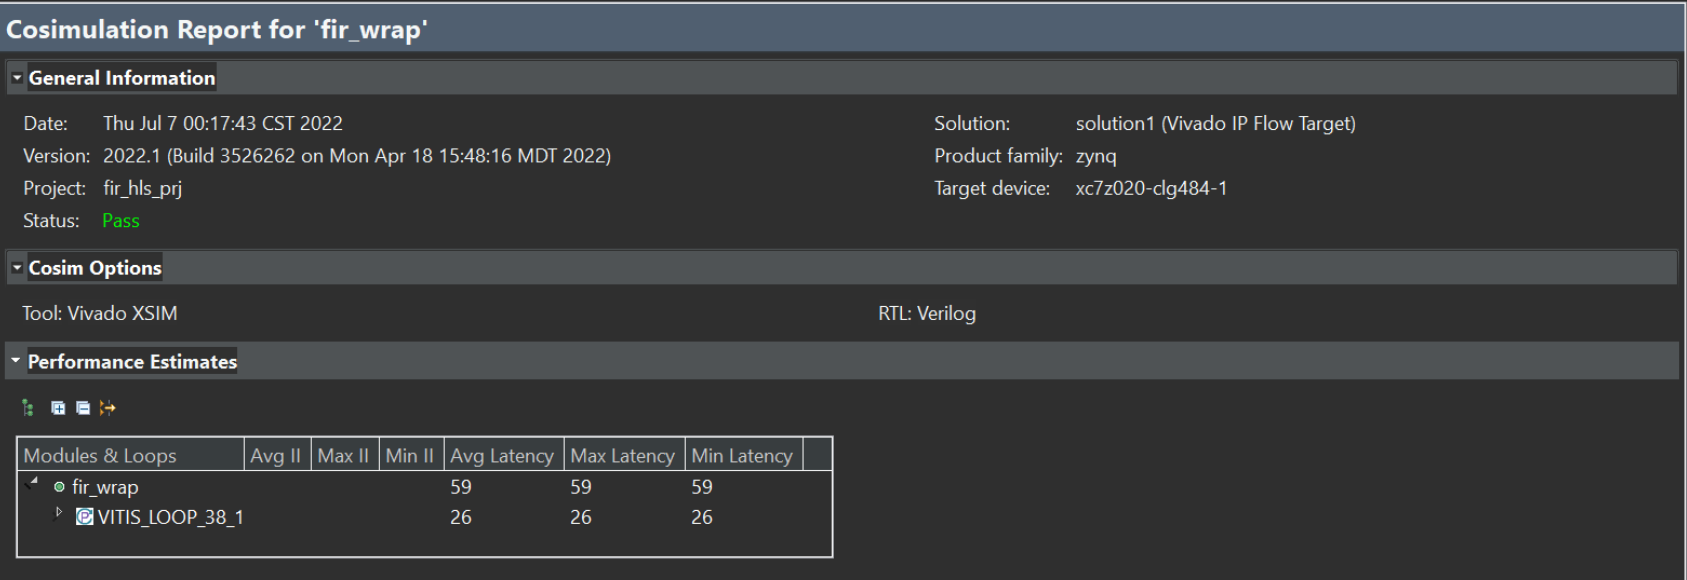 Cosimulation Report for 'fir_wrap'
General Information
Date: Thu Jul 7 00:17:43 CST 2022
Solution: solution1 (Vivado IP Flow Target)
Version: 2022.1 (Build 3526262 on Mon Apr 18 15:48:16 MDT 2022)
Product family: zynq
Project: fir_hls_prj
Target device: xc7z020-clg484-1
Status: Pass
Cosim Options
Tool: Vivado XSIM
RTL: Verilog
Performance Estimates
Modules & Loops Avg II Max II Min II Avg Latency Max Latency Min Latency
fir_wrap 59 59 59
VITIS_LOOP_38_1 26 26 26